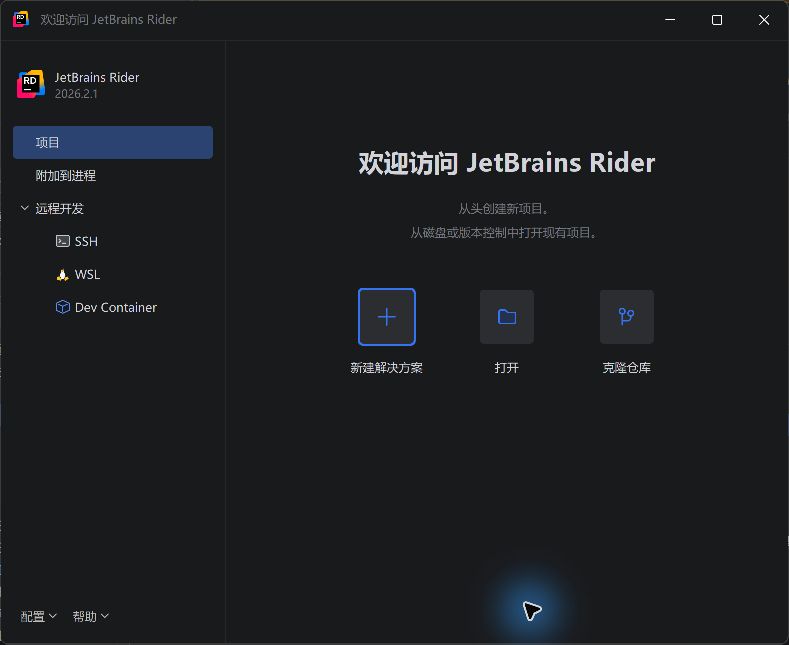 RD
欢迎访问 JetBrains Rider
RD
JetBrains Rider
2026.2.1
项目
附加到进程
远程开发
SSH
WSL
Dev Container
欢迎访问 JetBrains Rider
从头创建新项目。
从磁盘或版本控制中打开现有项目。
新建解决方案
打开
克隆仓库
配置
帮助